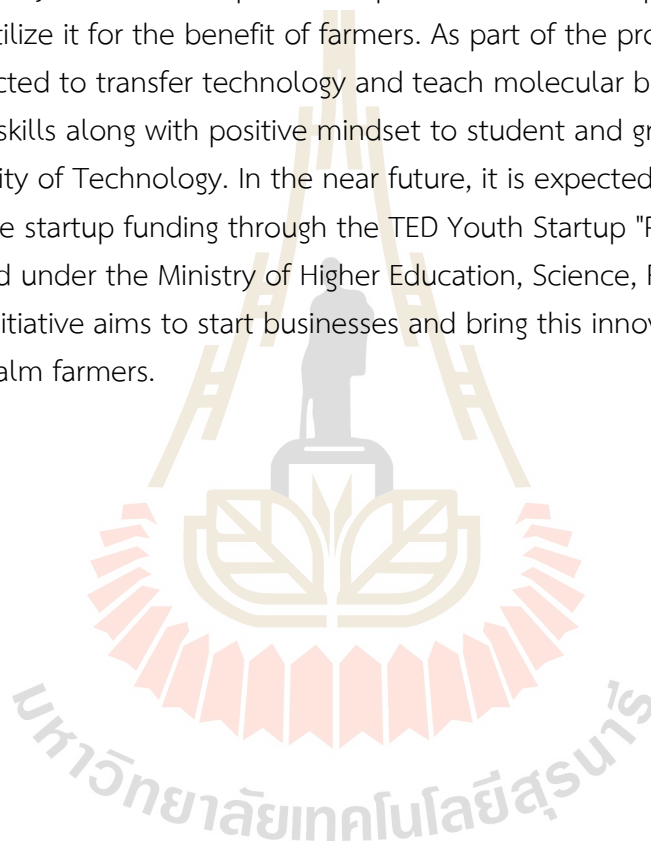 tilize it for the benefit of farmers. As part of the pro
cted to transfer technology and teach molecular b
skills along with positive mindset to student and gr
ity of Technology. In the near future, it is expected
e startup funding through the TED Youth Startup "P
d under the Ministry of Higher Education, Science,
itiative aims to start businesses and bring this innov
alm farmers.
มหาวิทยาลัยเทคโนโลยีสุรนารี